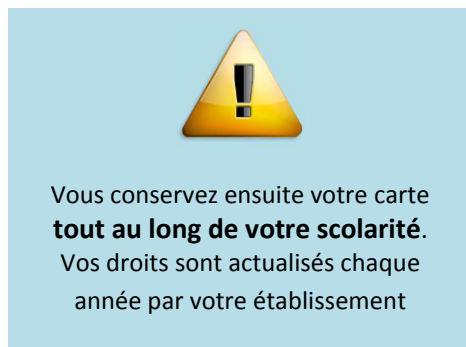 Vous conservez ensuite votre carte
tout au long de votre scolarité.
Vos droits sont actualisés chaque
année par votre établissement